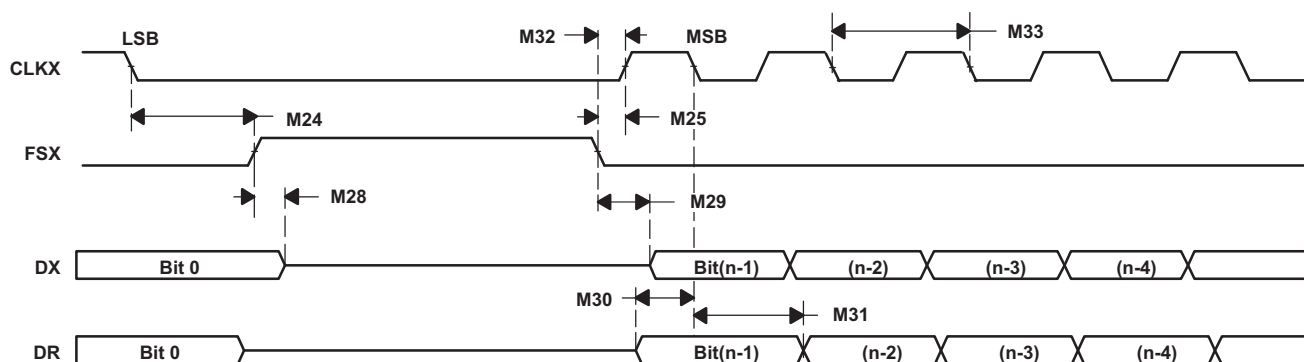 LSB
M32
MSB
M33
CLKX
M24
M25
FSX
M28
M29
DX
Bit 0
Bit(n-1)
(n-2)
(n-3)
(n-4)
M30
M31
DR
Bit 0
Bit(n-1)
(n-2)
(n-3)
(n-4)